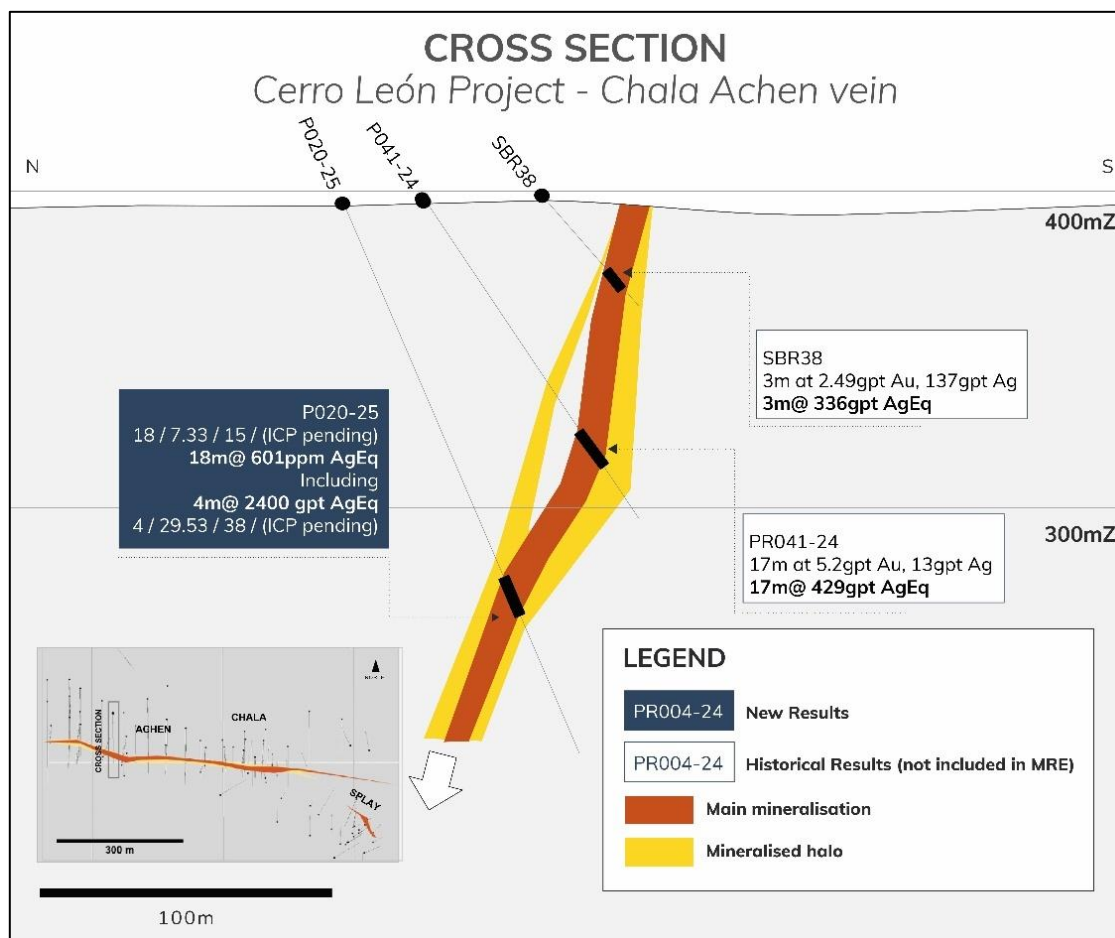 CROSS SECTION
Cerro León Project - Chala Achen vein
P020-25
P041-24
SBR38
N
S
400mZ
SBR38
3m at 2.49gpt Au, 137gpt Ag
3m@ 336gpt AgEq
P020-25
18 / 7.33 / 15 / (ICP pending)
18m@ 601ppm AgEq
Including
4m@ 2400 gpt AgEq
4 / 29.53 / 38 / (ICP pending)
300mZ
PR041-24
17m at 5.2gpt Au, 13gpt Ag
17m@ 429gpt AgEq
LEGEND
PR004-24 New Results
PR004-24 Historical Results (not included in MRE)
Main mineralisation
Mineralised halo
CROSS SECTION
AGHEN
CHALA
SPLAY
300 m
100m